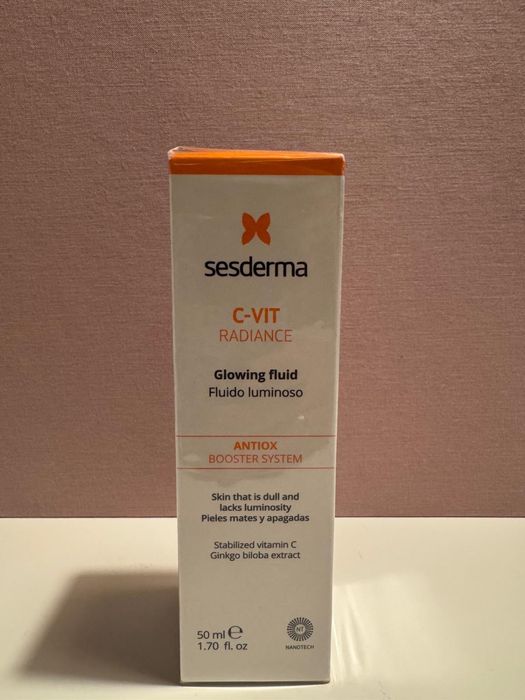 sesderma
C-VIT
RADIANCE
Glowing fluid
Fluido luminoso
ANTIOX
BOOSTER SYSTEM
Skin that is dull and
lacks luminosity
Pieles mates y apagadas
Stabilized vitamin C
Ginkgo biloba extract
50 ml ℮
1.70 fl. oz
NT
NANOTECH